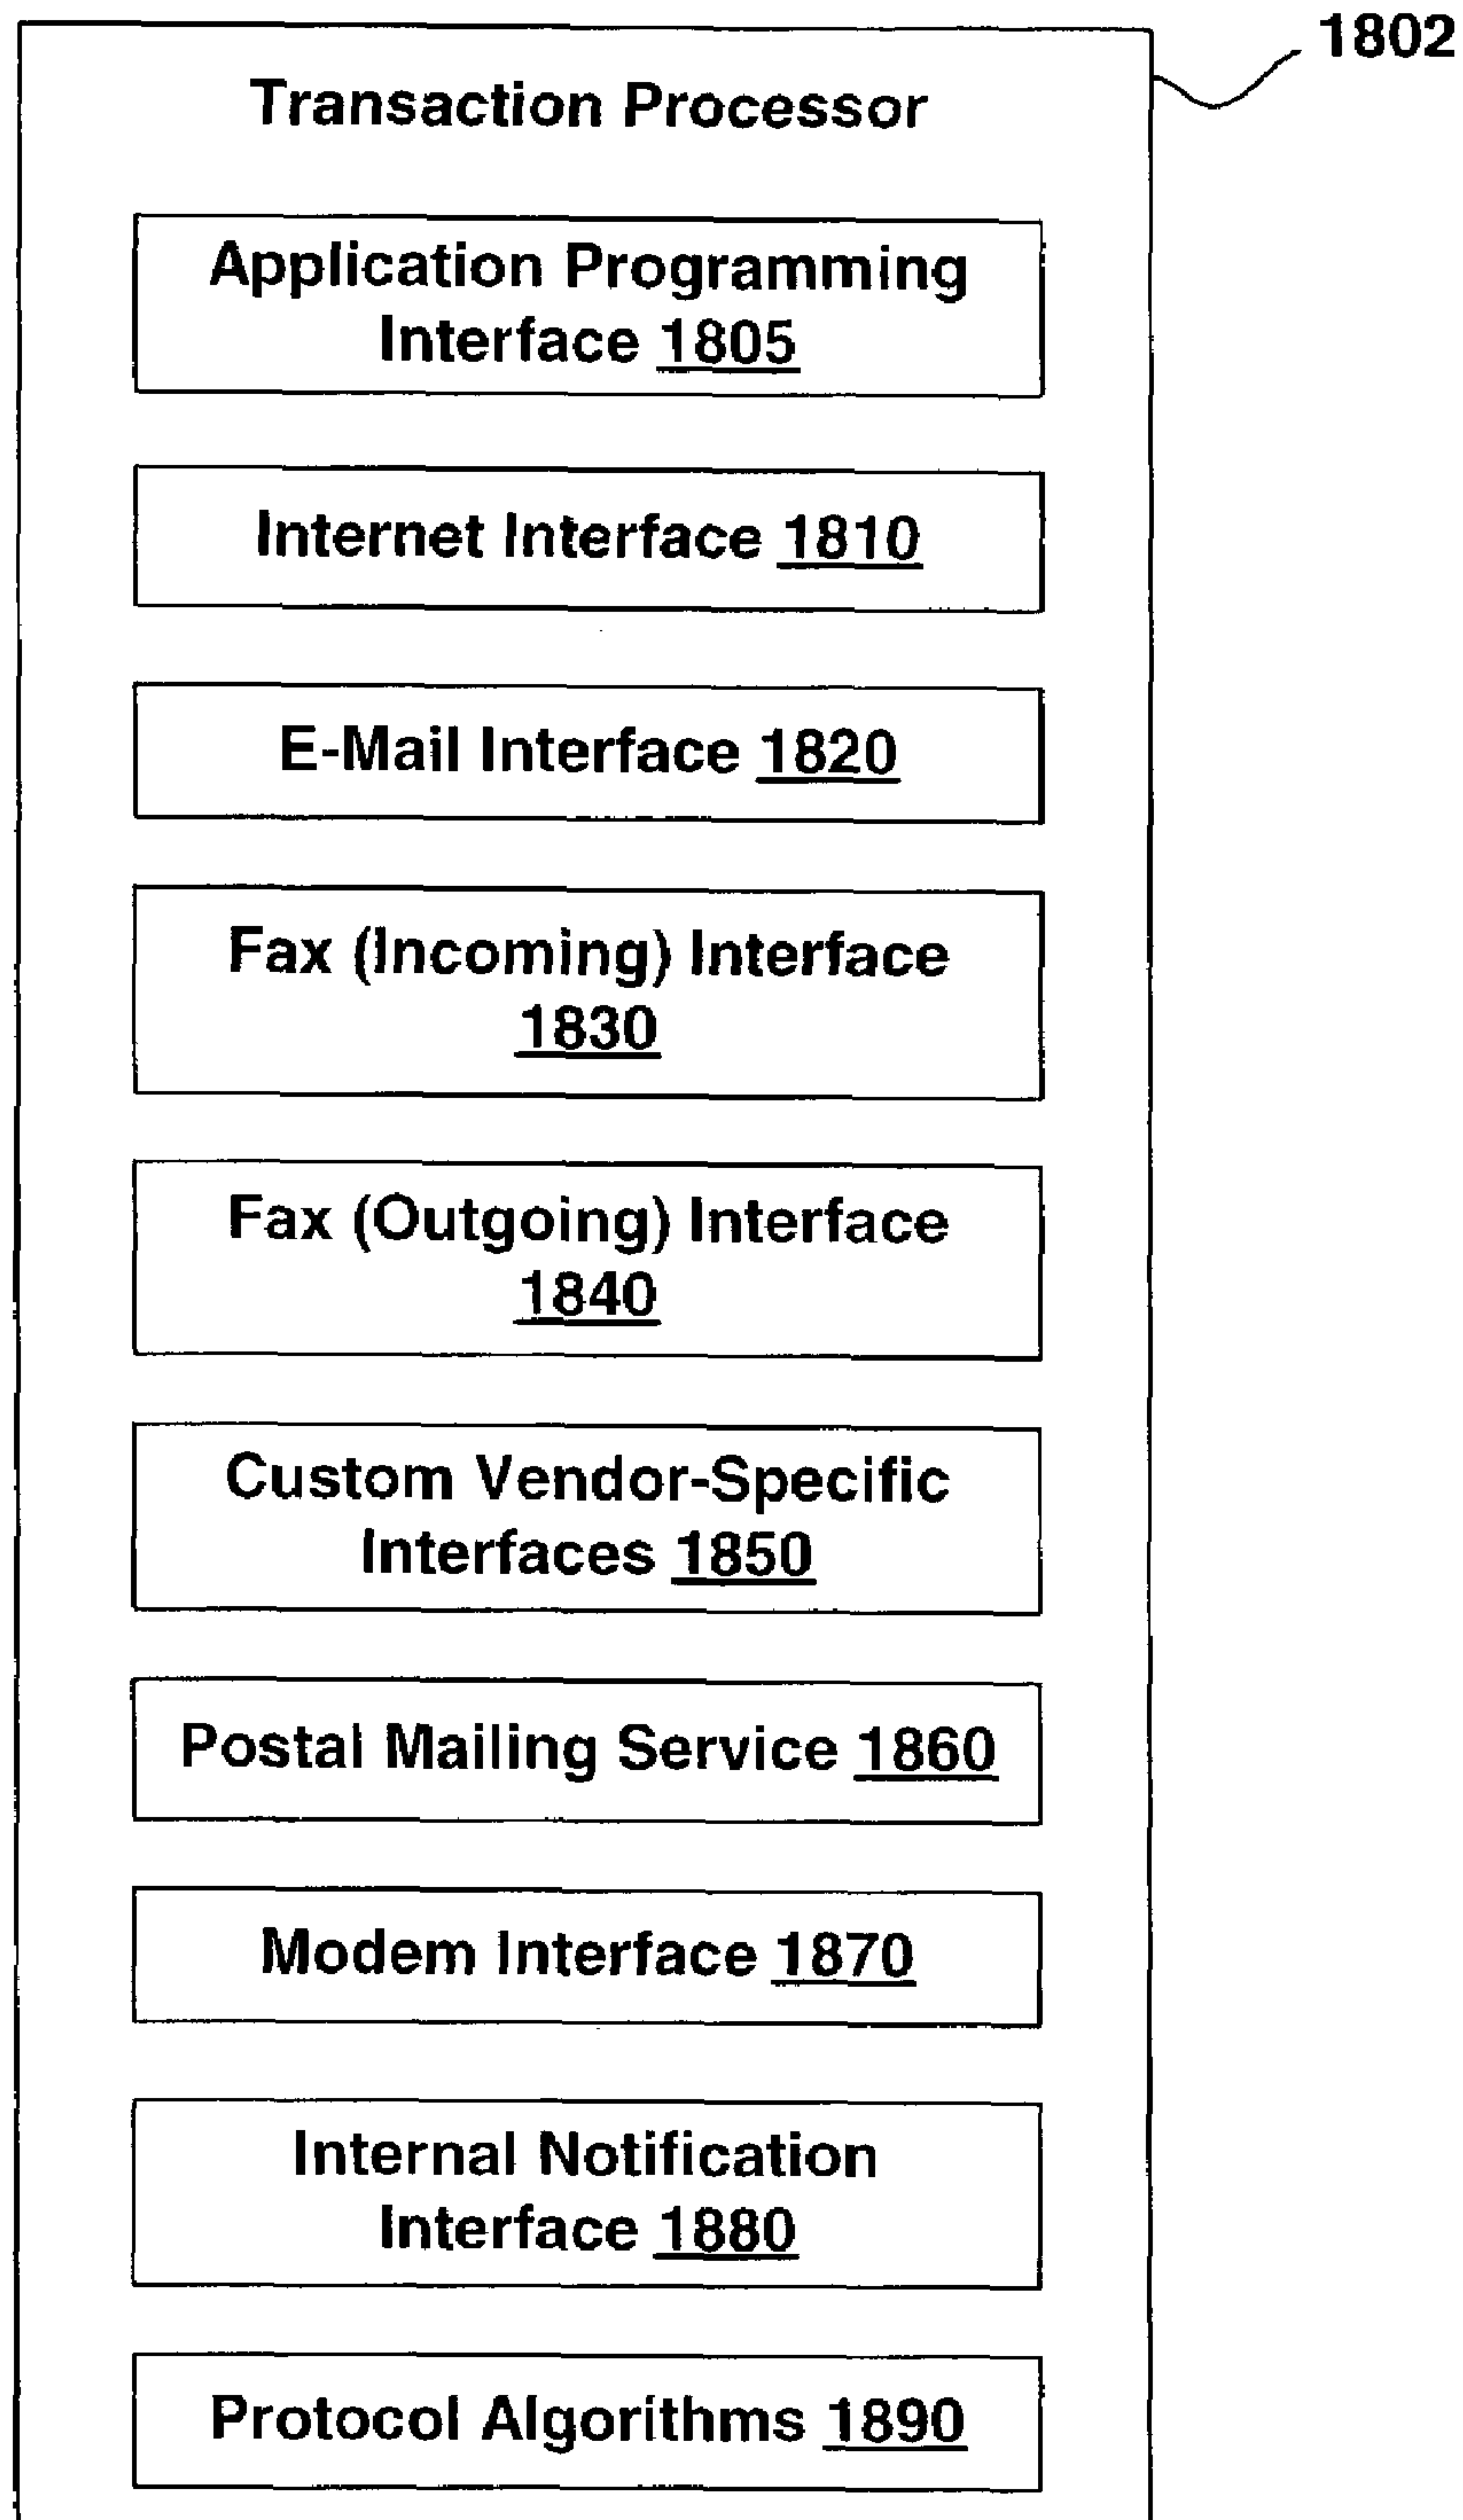 1802
Transaction Processor
Application Programming
Interface 1805
Internet Interface 1810
E-Mail Interface 1820
Fax (Incoming) Interface
1830
Fax (Outgoing) Interface
1840
Custom Vendor-Specific
Interfaces 1850
Postal Mailing Service 1860
Modem Interface 1870
Internal Notification
Interface 1880
Protocol Algorithms 1890